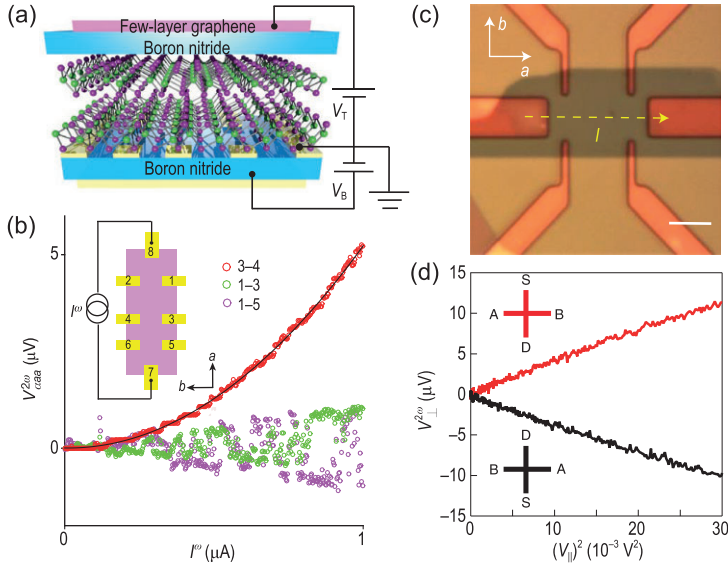 (a)
Few-layer graphene
Boron nitride
V_T
Boron nitride
V_B
(b)
5
0
V^{2ω}_{αaa} (μV)
8
2 1
I^ω
4 3
6 5
7
3–4
1–3
1–5
a
b
0 1
I^ω (μA)
(c)
b
a
I
(d)
15
10
5
0
−5
−10
−15
V^{2ω}_⊥ (μV)
S
A B
D
D
B A
S
0 10 20 30
(V_∥)² (10⁻³ V²)